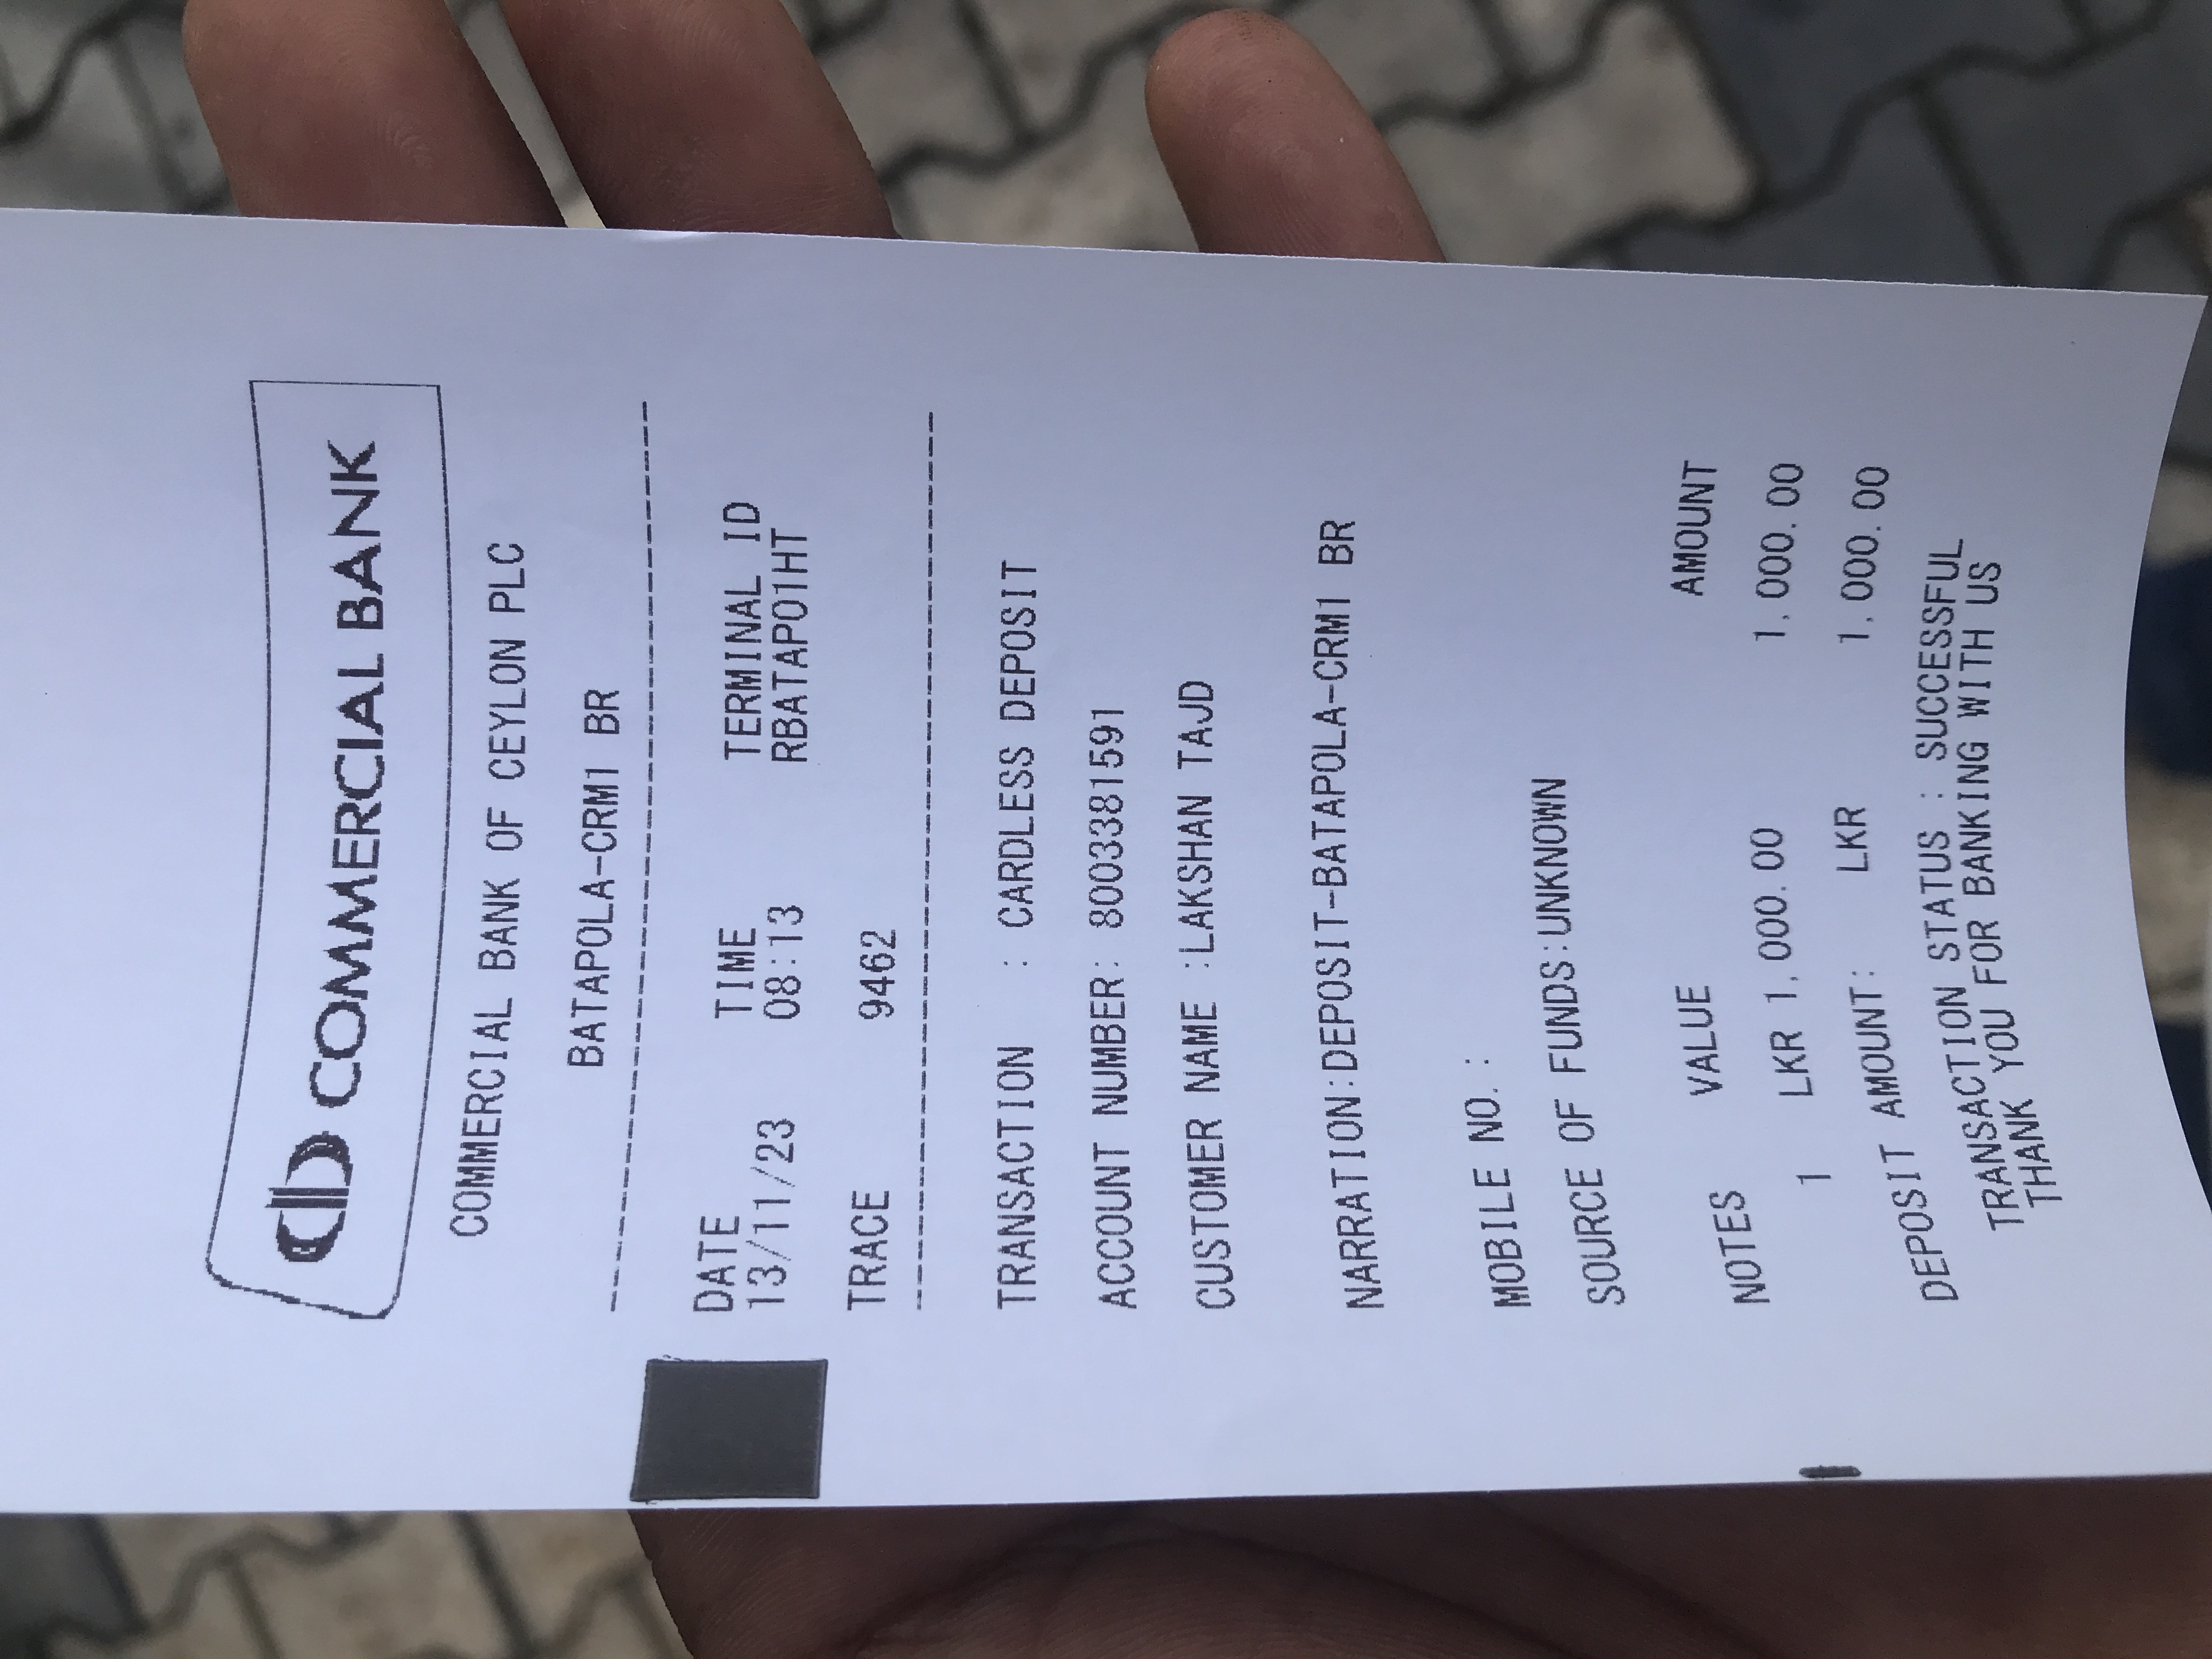 COMMERCIAL BANK
COMMERCIAL BANK OF CEYLON PLC
BATAPOLA-CRM1 BR
DATE TIME TERMINAL ID
13/11/23 08:13 RBATAP01HT
TRACE 9462
TRANSACTION : CARDLESS DEPOSIT
ACCOUNT NUMBER: 8003381591
CUSTOMER NAME :LAKSHAN TAJD
NARRATION:DEPOSIT-BATAPOLA-CRM1 BR
MOBILE NO. :
SOURCE OF FUNDS:UNKNOWN
NOTES VALUE AMOUNT
1 LKR 1,000.00 1,000.00
DEPOSIT AMOUNT: LKR 1,000.00
TRANSACTION STATUS : SUCCESSFUL
THANK YOU FOR BANKING WITH US